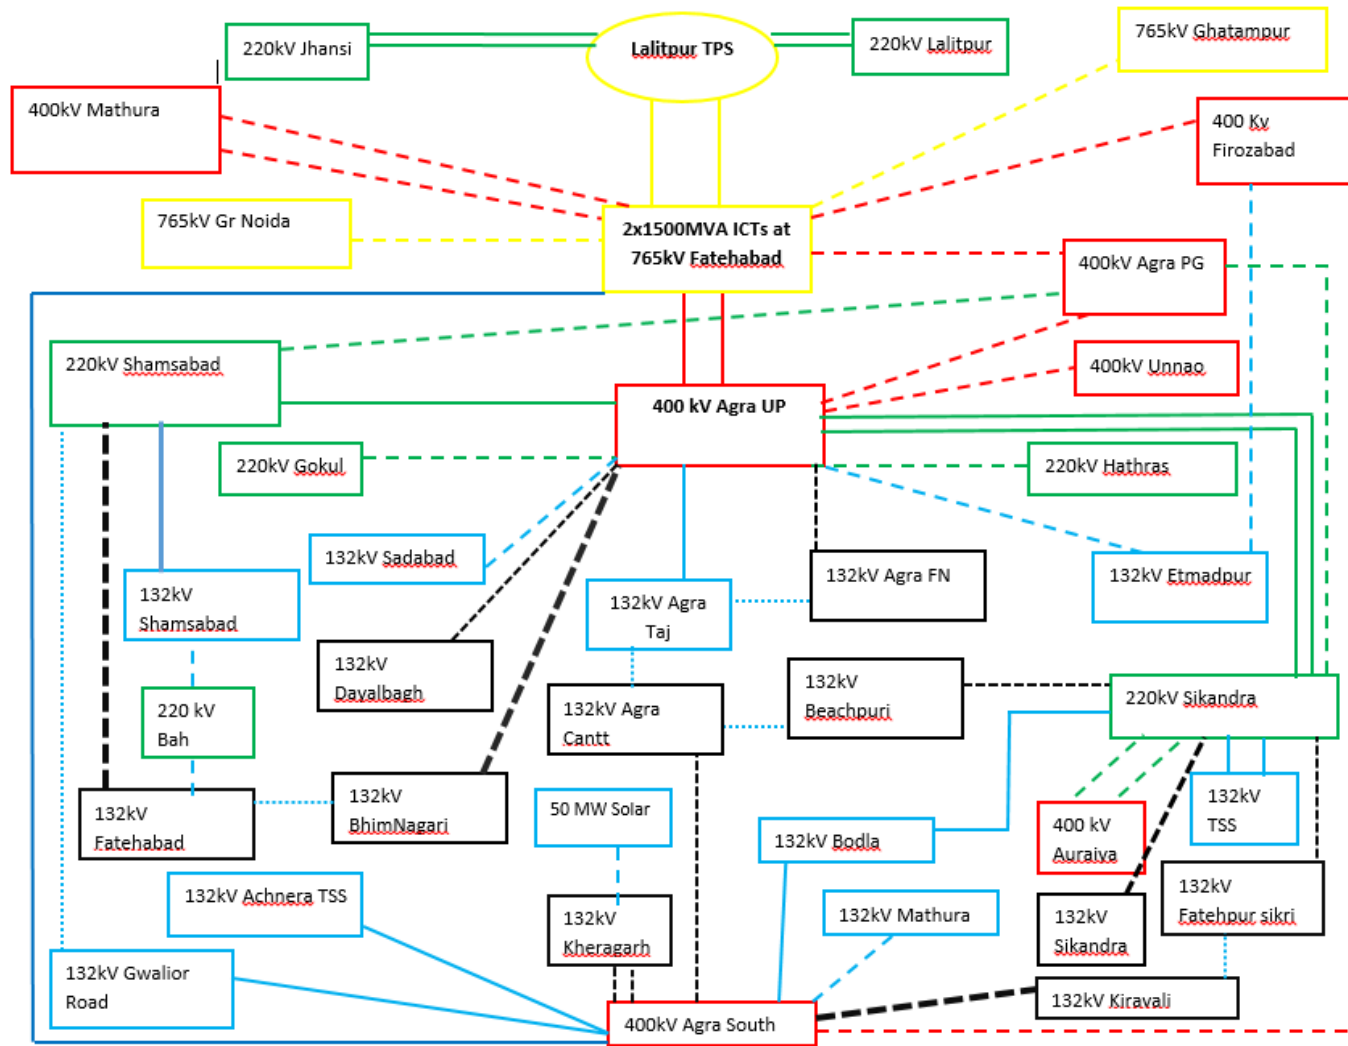 220kV Jhansi
Lalitpur TPS
220kV Lalitpur
765kV Ghatampur
400kV Mathura
400 Kv
Firozabad
765kV Gr Noida
2x1500MVA ICTs at
765kV Fatehabad
400kV Agra PG
220kV Shamsabad
400kV Unnao
400 kV Agra UP
220kV Gokul
220kV Hathras
132kV Sadabad
132kV Agra FN
132kV Etmadpur
132kV
Shamsabad
132kV Agra
Taj
132kV
Dayalbagh
132kV
Beachpuri
220kV Sikandra
220 kV
Bah
132kV Agra
Cantt
132kV
Fatehabad
132kV
BhimNagari
50 MW Solar
132kV Bodla
400 kV
Auraiya
132kV
TSS
132kV Achnera TSS
132kV
Kheragarh
132kV Mathura
132kV
Sikandra
132kV
Fatehpur sikri
132kV Gwalior
Road
132kV Kiravali
400kV Agra South